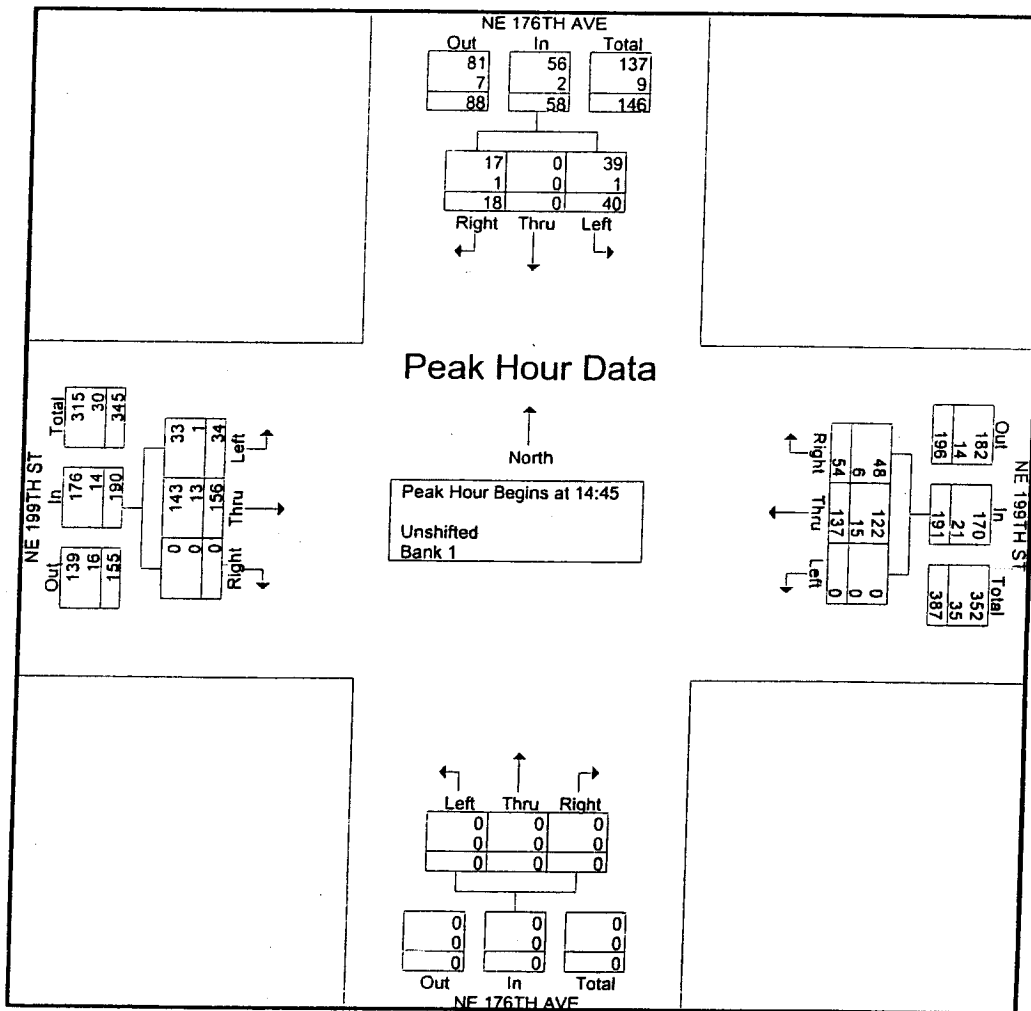 NE 176TH AVE
Out In Total
81 56 137
7 2 9
88 58 146
17 0 39
1 0 1
18 0 40
Right Thru Left
Peak Hour Data
North
Peak Hour Begins at 14:45
Unshifted
Bank 1
NE 199TH ST
Total
315
30
345
In
176
14
190
Out
139
16
155
33
1
34
Left
143
13
156
Thru
0
0
0
Right
Right
54
6
48
Thru
137
15
122
Left
0
0
0
Out
196
14
182
In
191
21
170
Total
387
35
352
NE 199TH ST
Left Thru Right
0 0 0
0 0 0
0 0 0
0 0 0
0 0 0
0 0 0
Out In Total
NE 176TH AVE